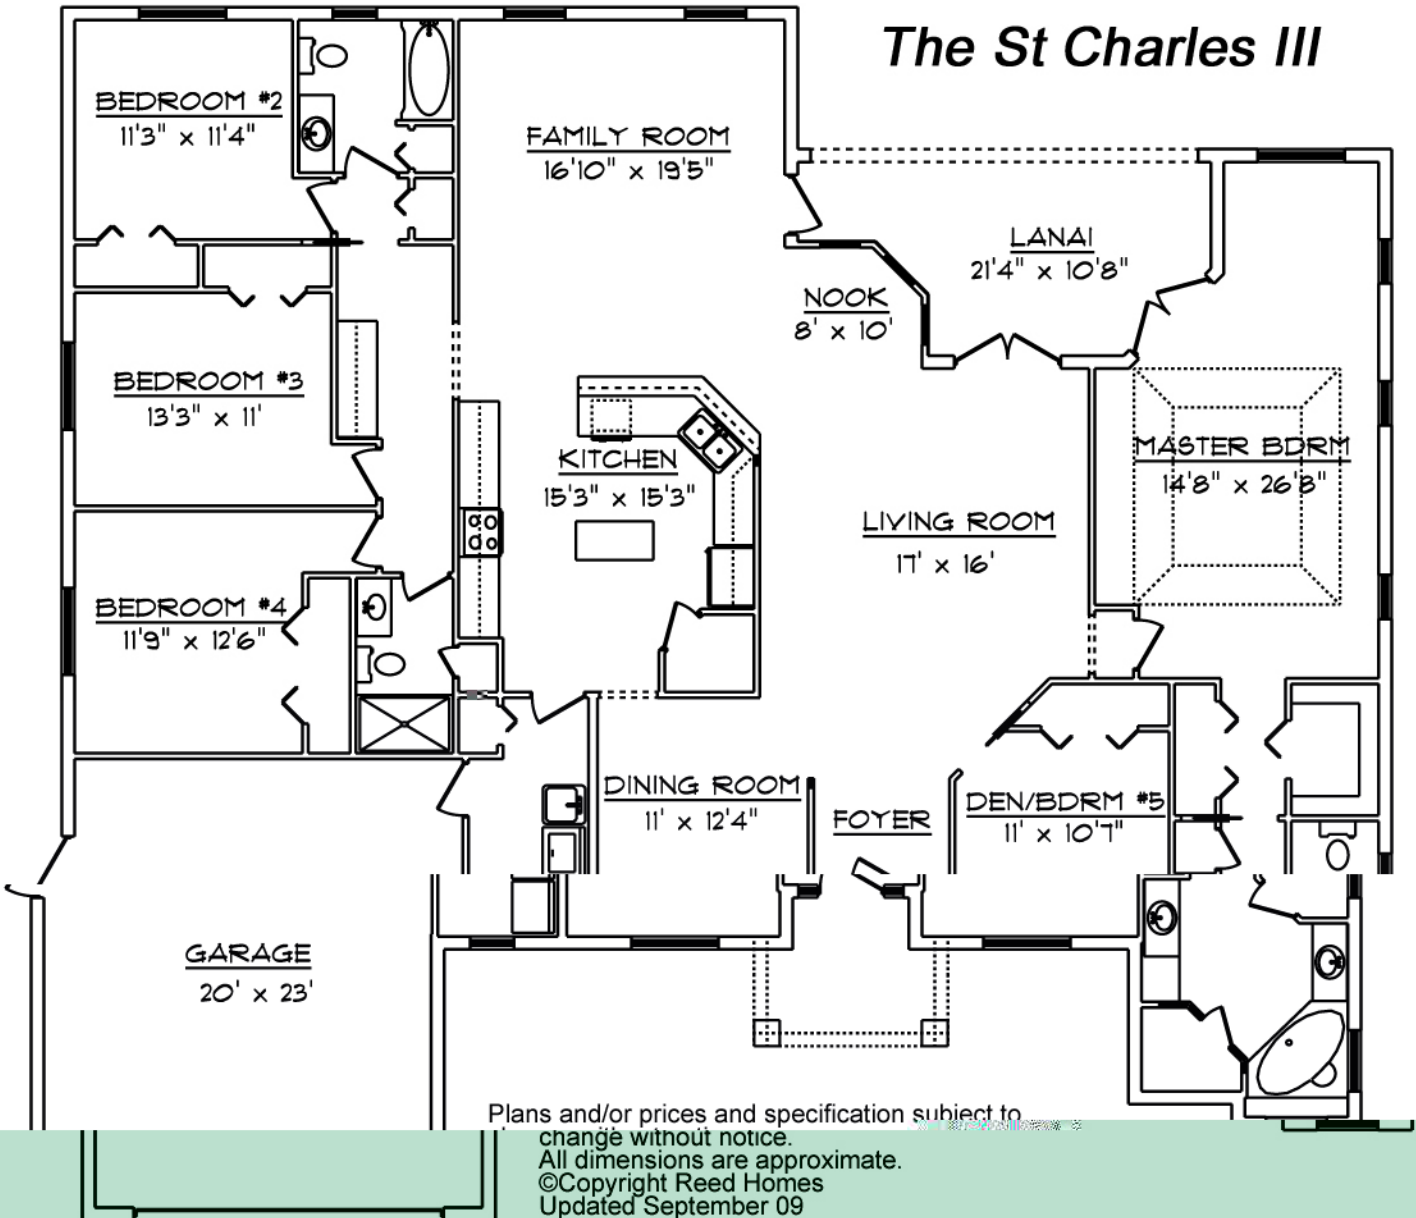 The St Charles III
BEDROOM #2
11'3" x 11'4"
FAMILY ROOM
16'10" x 19'5"
LANAI
21'4" x 10'8"
NOOK
8' x 10'
BEDROOM #3
13'3" x 11'
MASTER BDRM
14'8" x 26'8"
KITCHEN
15'3" x 15'3"
LIVING ROOM
17' x 16'
BEDROOM #4
11'9" x 12'6"
DINING ROOM
11' x 12'4"
FOYER
DEN/BDRM #5
11' x 10'7"
GARAGE
20' x 23'
Plans and/or prices and specification subject to
change without notice.
All dimensions are approximate.
©Copyright Reed Homes
Updated September 09